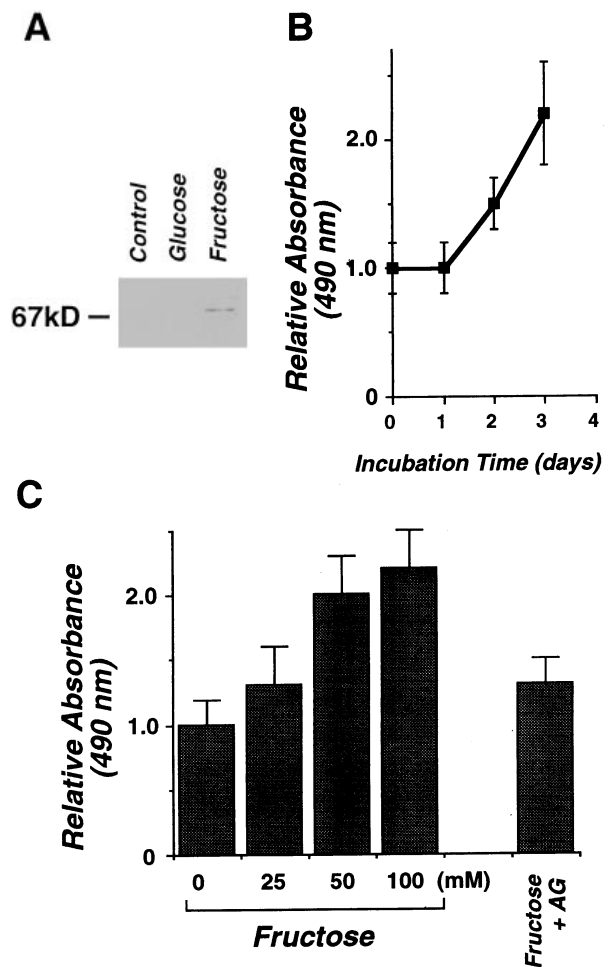 A
Control
Glucose
Fructose
67kD
B
Relative Absorbance
(490 nm)
2.0
1.0
0
0 1 2 3 4
Incubation Time (days)
C
Relative Absorbance
(490 nm)
2.0
1.0
0
0 25 50 100 (mM)
Fructose
Fructose
+ AG